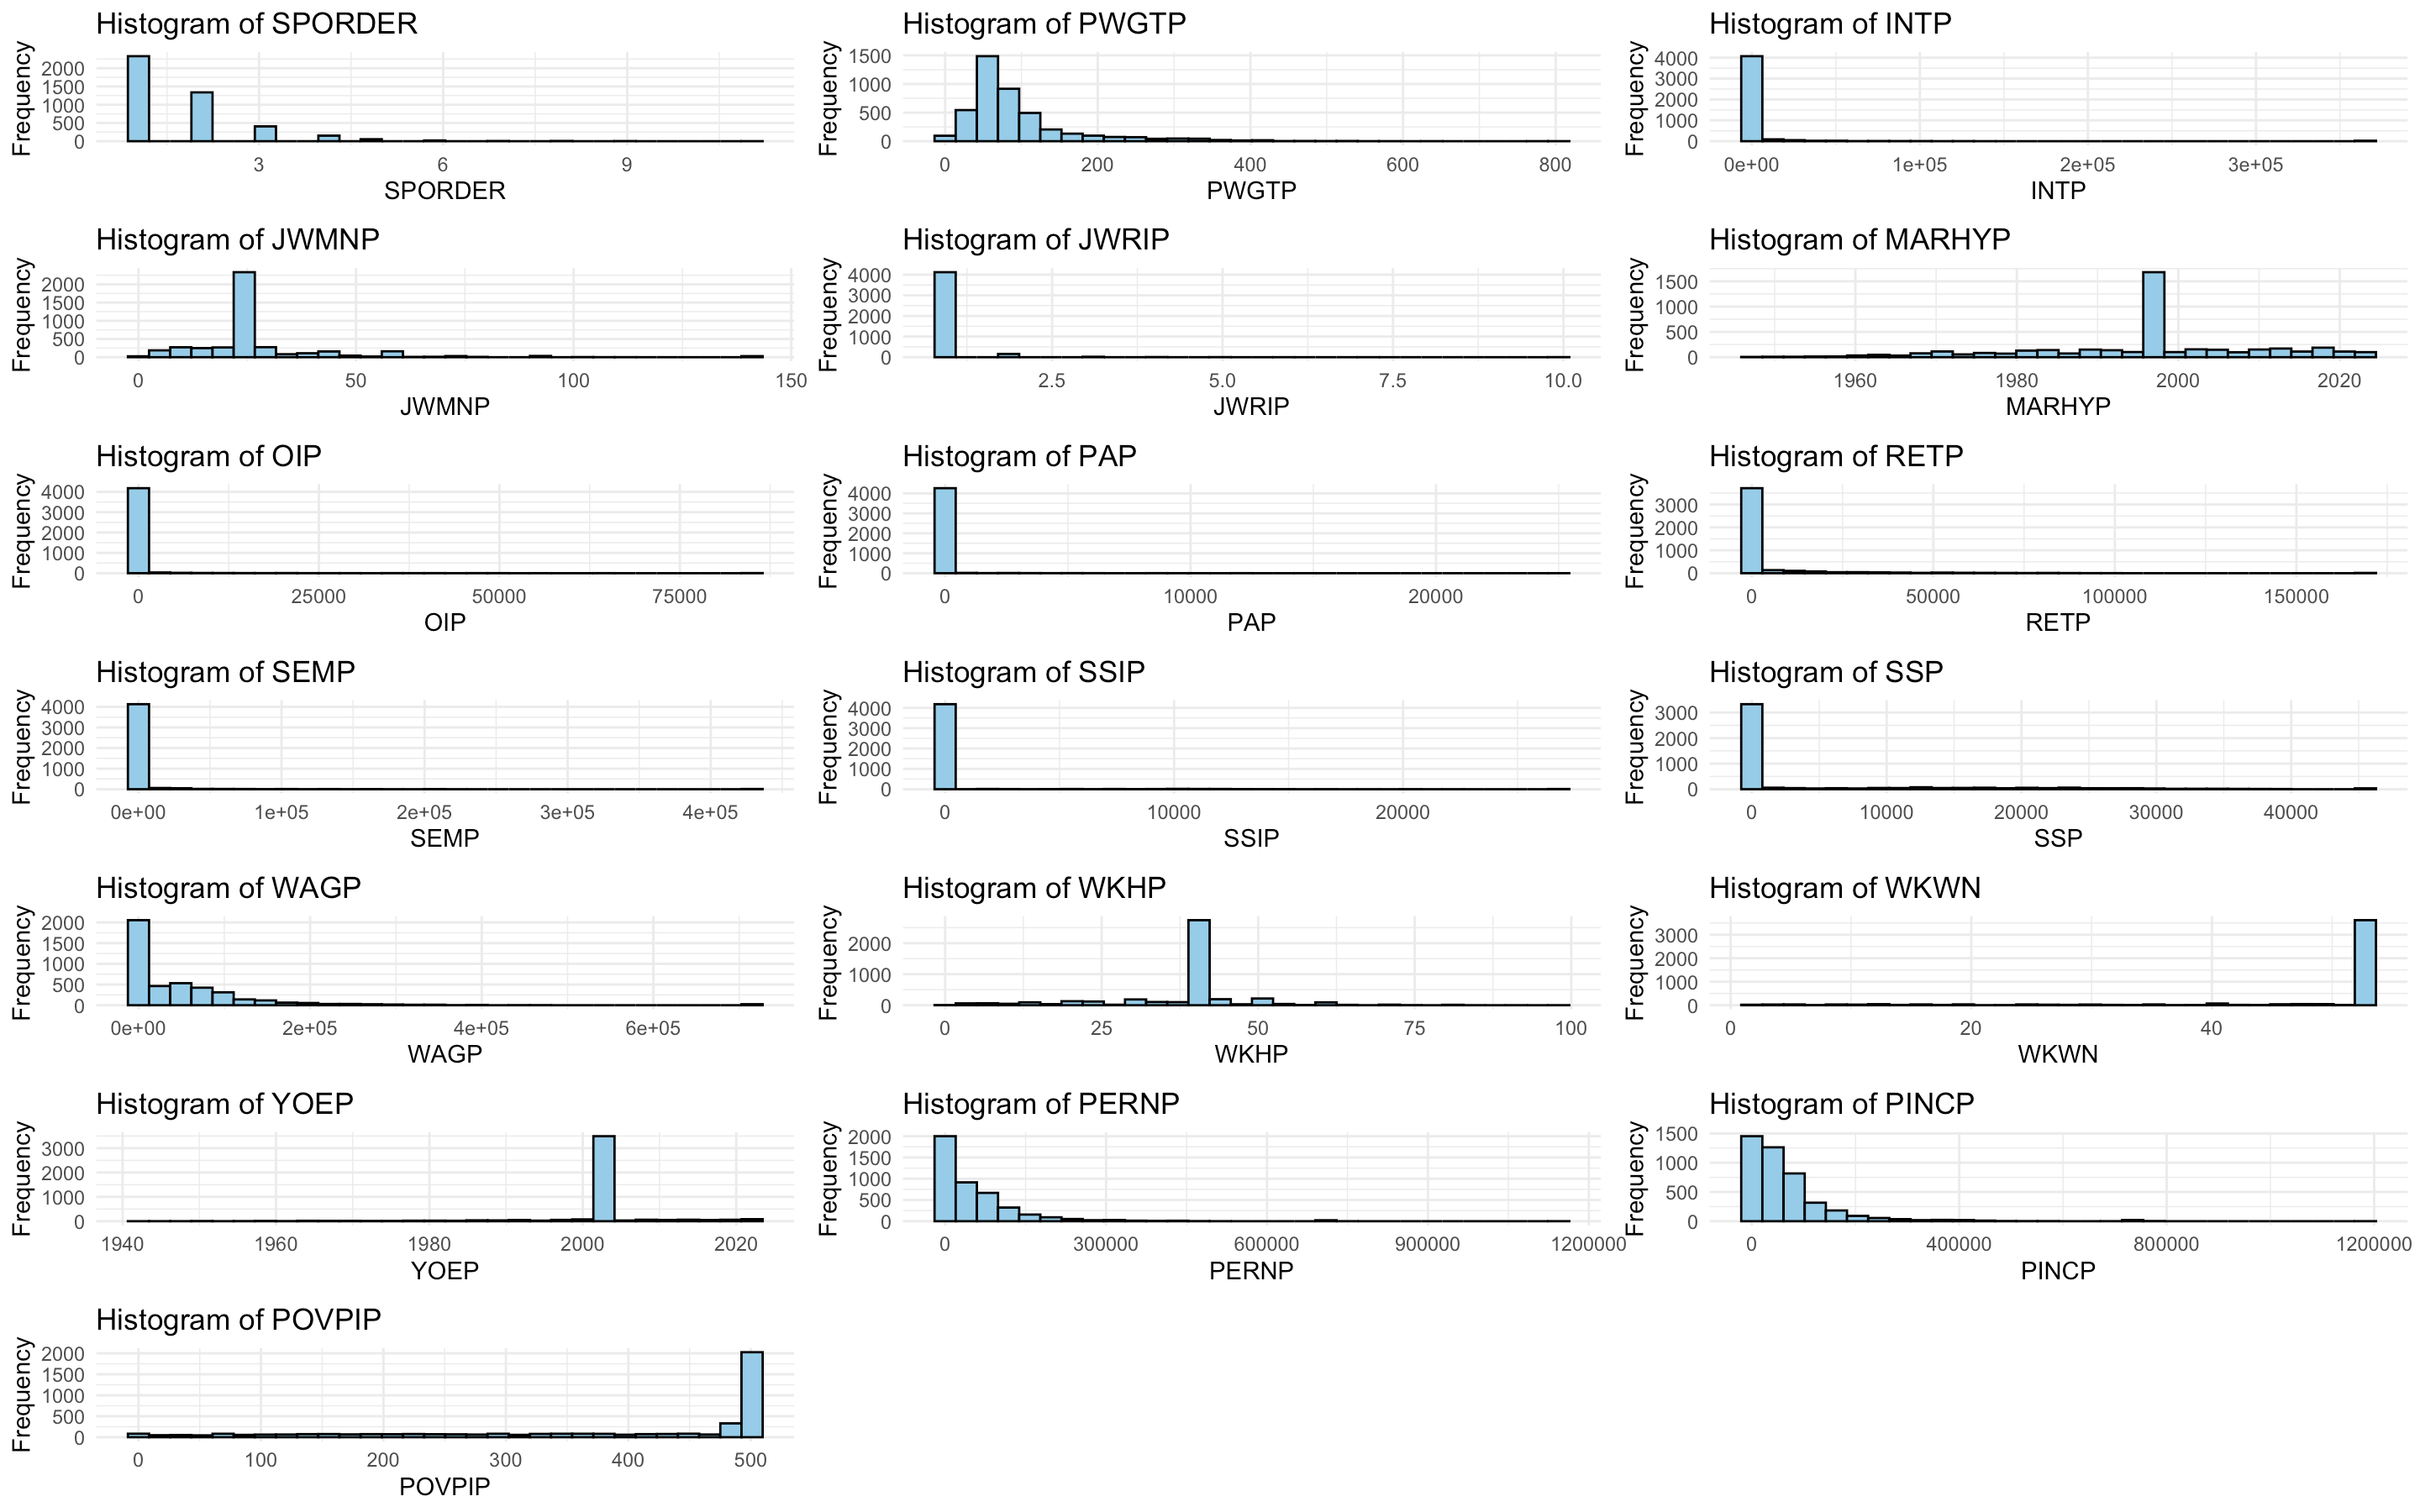 Histogram of SPORDER
Frequency
2000
1500
1000
500
0
3 6 9
SPORDER
Histogram of PWGTP
Frequency
1500
1000
500
0
0 200 400 600 800
PWGTP
Histogram of INTP
Frequency
4000
3000
2000
1000
0
0e+00 1e+05 2e+05 3e+05
INTP
Histogram of JWMNP
Frequency
2000
1500
1000
500
0
0 50 100 150
JWMNP
Histogram of JWRIP
Frequency
4000
3000
2000
1000
0
2.5 5.0 7.5 10.0
JWRIP
Histogram of MARHYP
Frequency
1500
1000
500
0
1960 1980 2000 2020
MARHYP
Histogram of OIP
Frequency
4000
3000
2000
1000
0
0 25000 50000 75000
OIP
Histogram of PAP
Frequency
4000
3000
2000
1000
0
0 10000 20000
PAP
Histogram of RETP
Frequency
3000
2000
1000
0
0 50000 100000 150000
RETP
Histogram of SEMP
Frequency
4000
3000
2000
1000
0
0e+00 1e+05 2e+05 3e+05 4e+05
SEMP
Histogram of SSIP
Frequency
4000
3000
2000
1000
0
0 10000 20000
SSIP
Histogram of SSP
Frequency
3000
2000
1000
0
0 10000 20000 30000 40000
SSP
Histogram of WAGP
Frequency
2000
1500
1000
500
0
0e+00 2e+05 4e+05 6e+05
WAGP
Histogram of WKHP
Frequency
2000
1000
0
0 25 50 75 100
WKHP
Histogram of WKWN
Frequency
3000
2000
1000
0
0 20 40
WKWN
Histogram of YOEP
Frequency
3000
2000
1000
0
1940 1960 1980 2000 2020
YOEP
Histogram of PERNP
Frequency
2000
1500
1000
500
0
0 300000 600000 900000 1200000
PERNP
Histogram of PINCP
Frequency
1500
1000
500
0
0 400000 800000 1200000
PINCP
Histogram of POVPIP
Frequency
2000
1500
1000
500
0
0 100 200 300 400 500
POVPIP